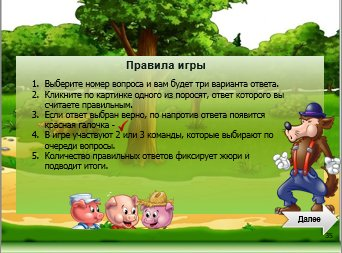 Правила игры
1. Выберите номер вопроса и вам будет три варианта ответа.
2. Кликните по картинке одного из поросят, ответ которого вы
считаете правильным.
3. Если ответ выбран верно, по напротив ответа появится
красная галочка -
4. В игре участвуют 2 или 3 команды, которые выбирают по
очереди вопросы.
5. Количество правильных ответов фиксирует жюри и
подводит итоги.
Далее
35